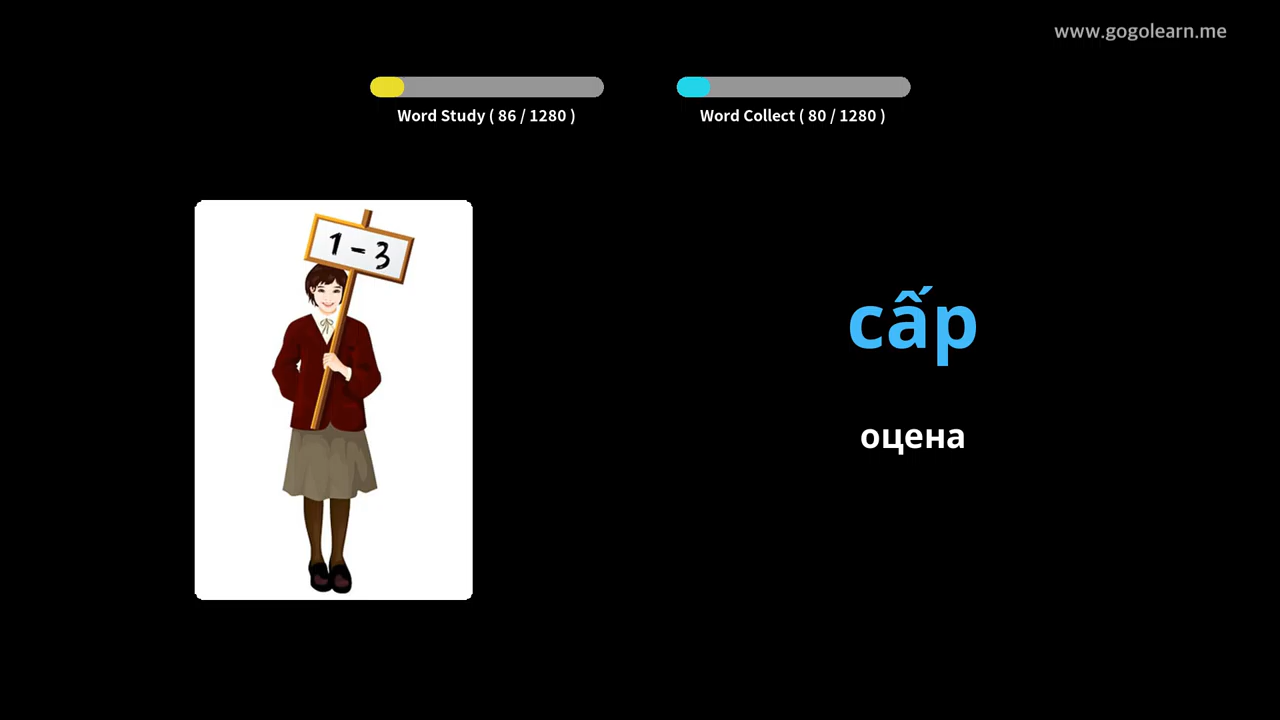 www.gogolearn.me
Word Study ( 86 / 1280 )
Word Collect ( 80 / 1280 )
1 - 3
cấp
оцена